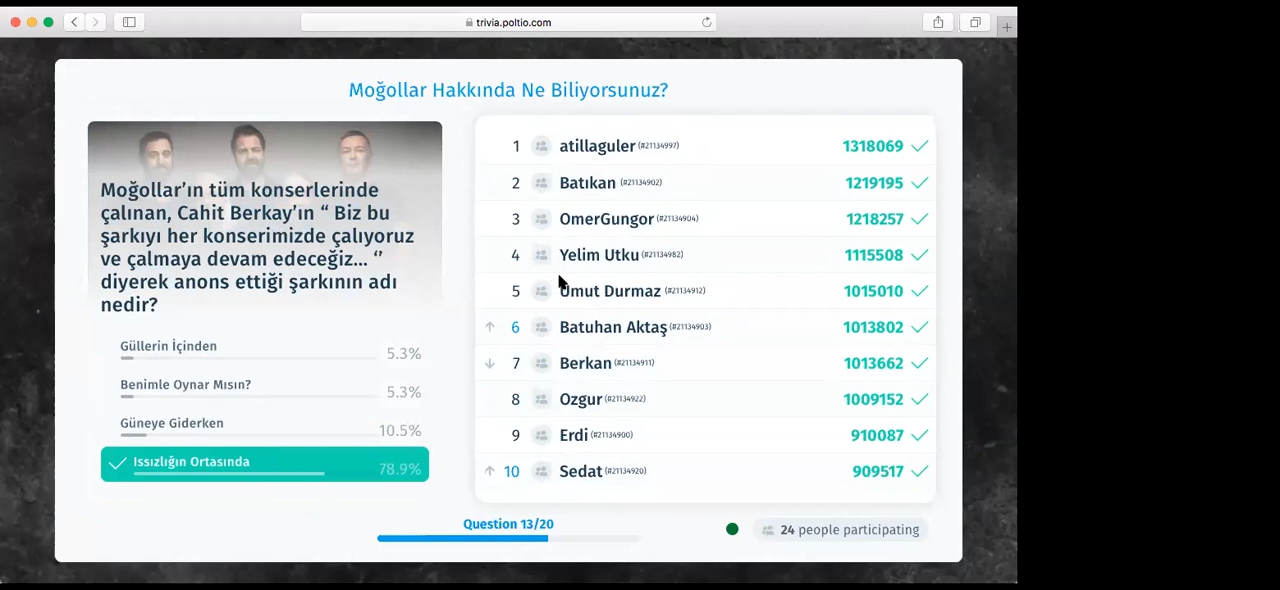 trivia.poltio.com
Moğollar Hakkında Ne Biliyorsunuz?
Moğollar’ın tüm konserlerinde
çalınan, Cahit Berkay’ın “ Biz bu
şarkıyı her konserimizde çalıyoruz
ve çalmaya devam edeceğiz... ‘’
diyerek anons ettiği şarkının adı
nedir?
Güllerin İçinden
5.3%
Benimle Oynar Mısın?
5.3%
Güneye Giderken
10.5%
Issızlığın Ortasında
78.9%
1 atillaguler (#21134997) 1318069
2 Batıkan (#21134902) 1219195
3 OmerGungor (#21134904) 1218257
4 Yelim Utku (#21134982) 1115508
5 Umut Durmaz (#21134912) 1015010
6 Batuhan Aktaş (#21134903) 1013802
7 Berkan (#21134911) 1013662
8 Ozgur (#21134922) 1009152
9 Erdi (#21134900) 910087
10 Sedat (#21134920) 909517
Question 13/20
24 people participating